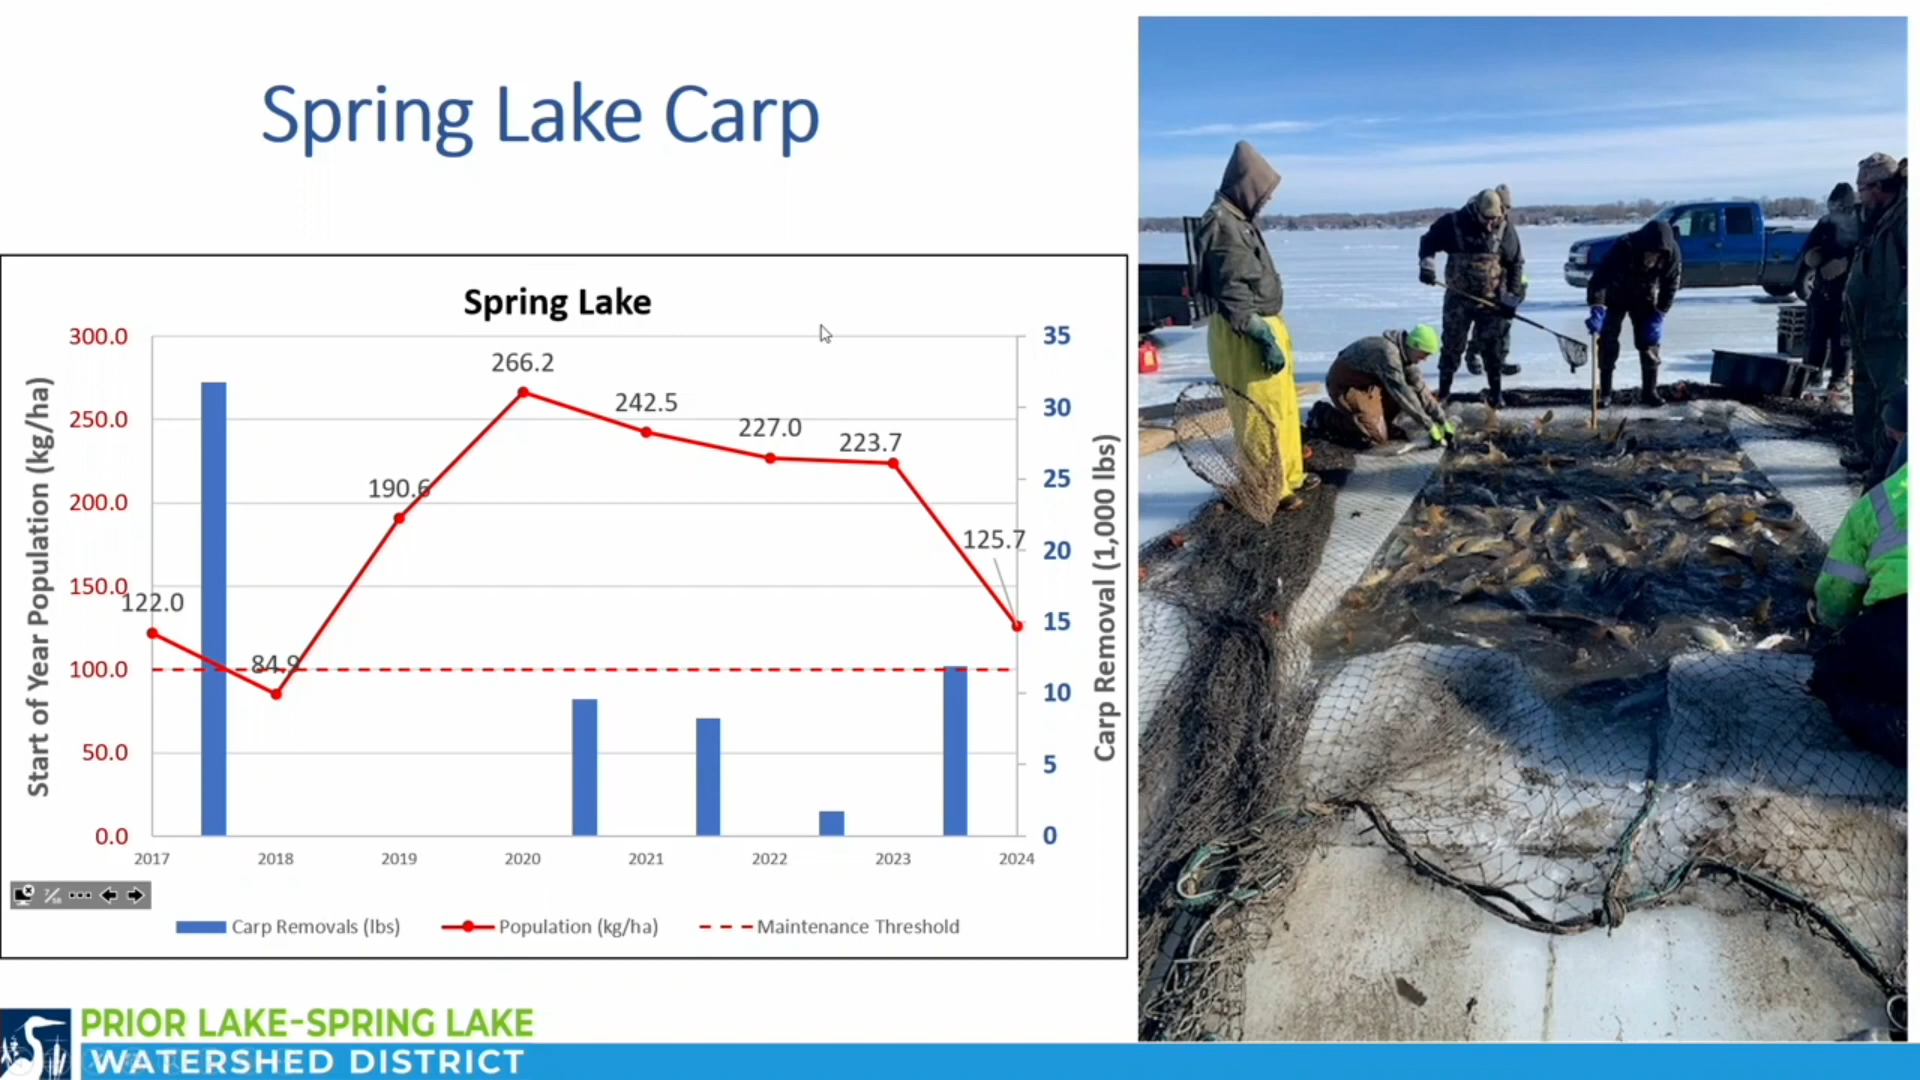 Spring Lake Carp
Spring Lake
Start of Year Population (kg/ha)
300.0
250.0
200.0
150.0
100.0
50.0
0.0
122.0
84.9
190.6
266.2
242.5
227.0
223.7
125.7
35
30
25
20
15
10
5
0
Carp Removal (1,000 lbs)
2017 2018 2019 2020 2021 2022 2023 2024
Carp Removals (lbs) Population (kg/ha) Maintenance Threshold
PRIOR LAKE-SPRING LAKE
WATERSHED DISTRICT